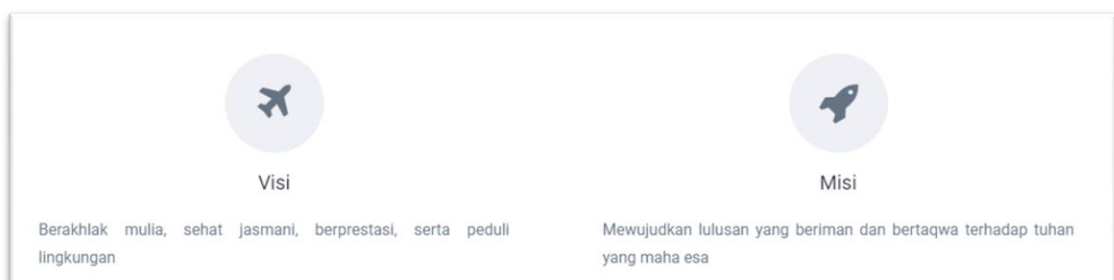 Visi
Berakhlak mulia, sehat jasmani, berprestasi, serta peduli
lingkungan
Misi
Mewujudkan lulusan yang beriman dan bertaqwa terhadap tuhan
yang maha esa